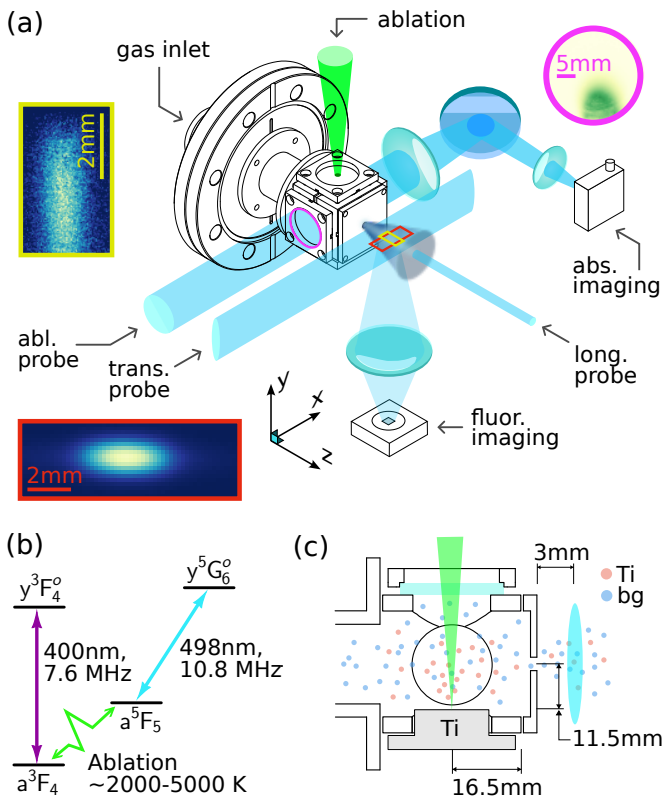 (a)
ablation
gas inlet
5mm
2mm
abs.
imaging
abl.
probe
trans.
probe
long.
probe
y
x
z
fluor.
imaging
2mm
(b)
y³F₄ᵒ
y⁵G₆ᵒ
400nm,
7.6 MHz
498nm,
10.8 MHz
a⁵F₅
a³F₄
Ablation
~2000-5000 K
(c)
3mm
Ti
bg
Ti
11.5mm
16.5mm